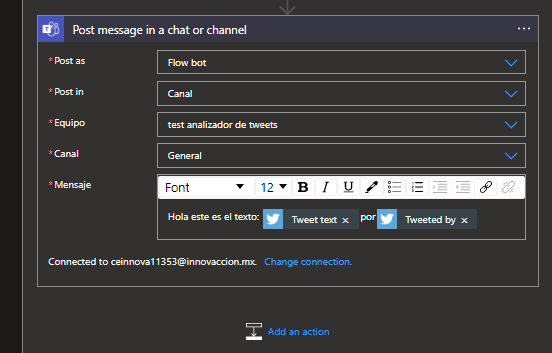 Post message in a chat or channel
* Post as
Flow bot
* Post in
Canal
* Equipo
test analizador de tweets
* Canal
General
* Mensaje
Font 12 B I U
Hola este es el texto: Tweet text × por Tweeted by ×
Connected to ceinnova11353@innovaccion.mx. Change connection.
Add an action